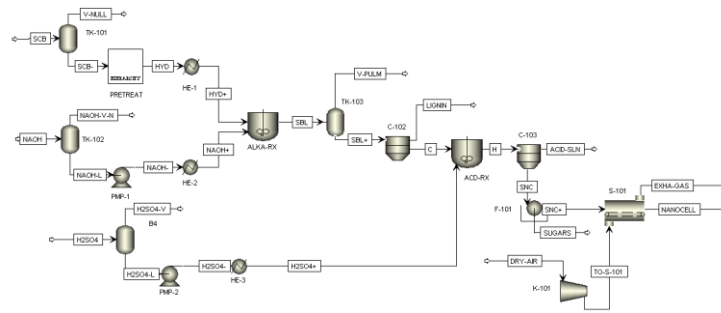 V-NULL
SCB
TK-101
SCB-
HYD
HE-1
HIERARCHY
PRETREAT
HYD+
NAOH-V-N
NAOH
TK-102
NAOH-L
PMP-1
NAOH-
HE-2
NAOH+
ALKA-RX
SBL
V-PULM
TK-103
SBL+
C-102
LIGNIN
C
ACD-RX
H
C-103
ACID-SLN
SNC
F-101
SNC+
SUGARS
S-101
EXHA-GAS
NANOCELL
H2SO4-V
B4
H2SO4
H2SO4-L
PMP-2
H2SO4-
HE-3
H2SO4+
DRY-AIR
K-101
TO-S-101